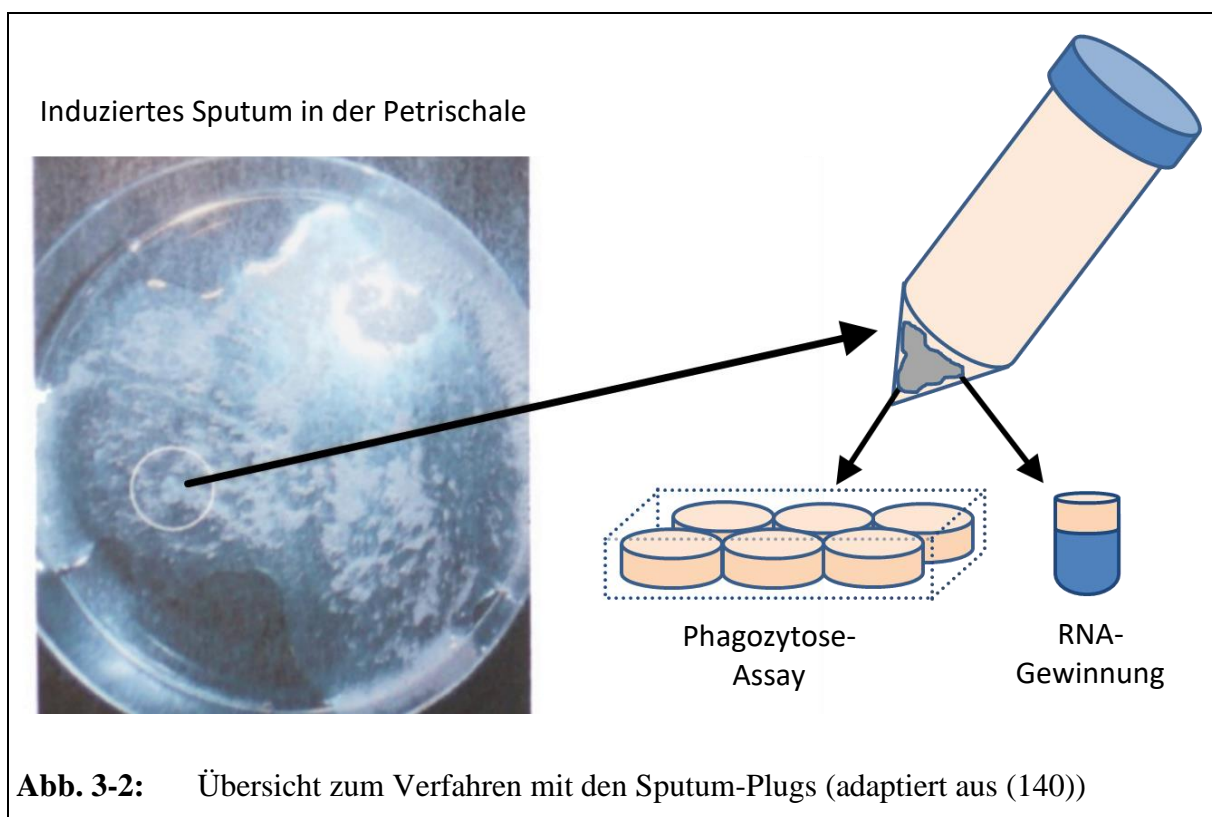 Induziertes Sputum in der Petrischale
Phagozytose-
Assay
RNA-
Gewinnung
Abb. 3-2: Übersicht zum Verfahren mit den Sputum-Plugs (adaptiert aus (140))